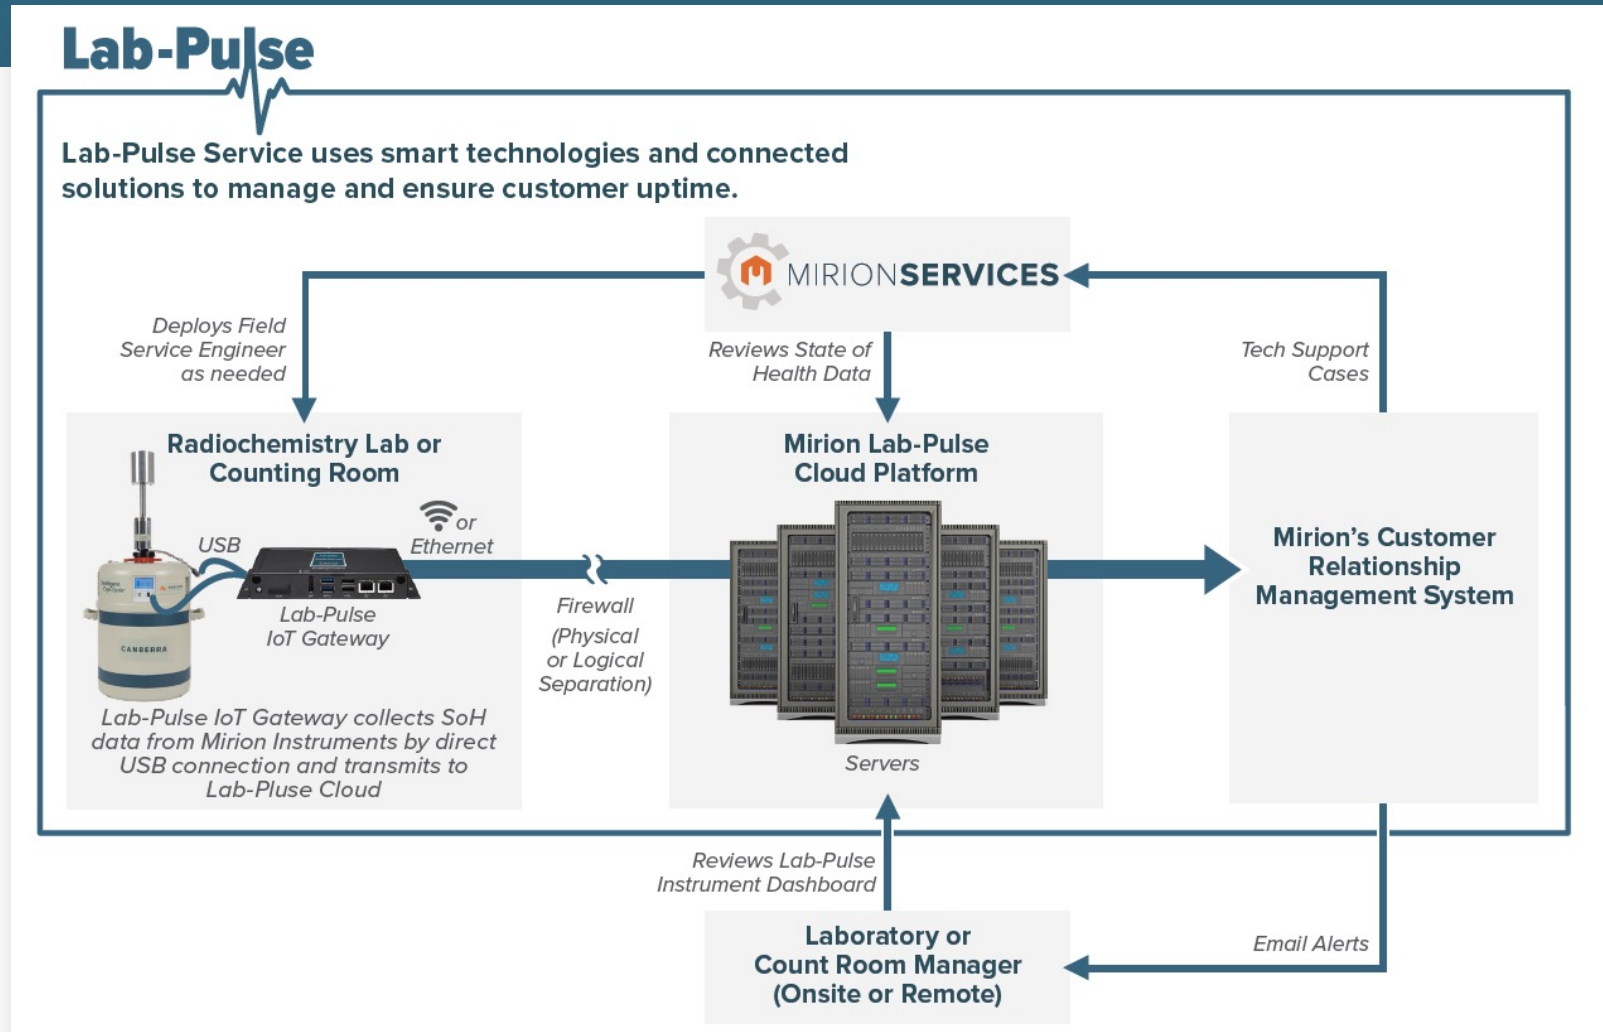 Lab-Pulse
Lab-Pulse Service uses smart technologies and connected
solutions to manage and ensure customer uptime.
MIRIONSERVICES
Deploys Field
Service Engineer
as needed
Reviews State of
Health Data
Tech Support
Cases
Radiochemistry Lab or
Counting Room
USB
or
Ethernet
Lab-Pulse
IoT Gateway
CANBERRA
Lab-Pulse IoT Gateway collects SoH
data from Mirion Instruments by direct
USB connection and transmits to
Lab-Pluse Cloud
Firewall
(Physical
or Logical
Separation)
Mirion Lab-Pulse
Cloud Platform
Servers
Mirion’s Customer
Relationship
Management System
Reviews Lab-Pulse
Instrument Dashboard
Laboratory or
Count Room Manager
(Onsite or Remote)
Email Alerts